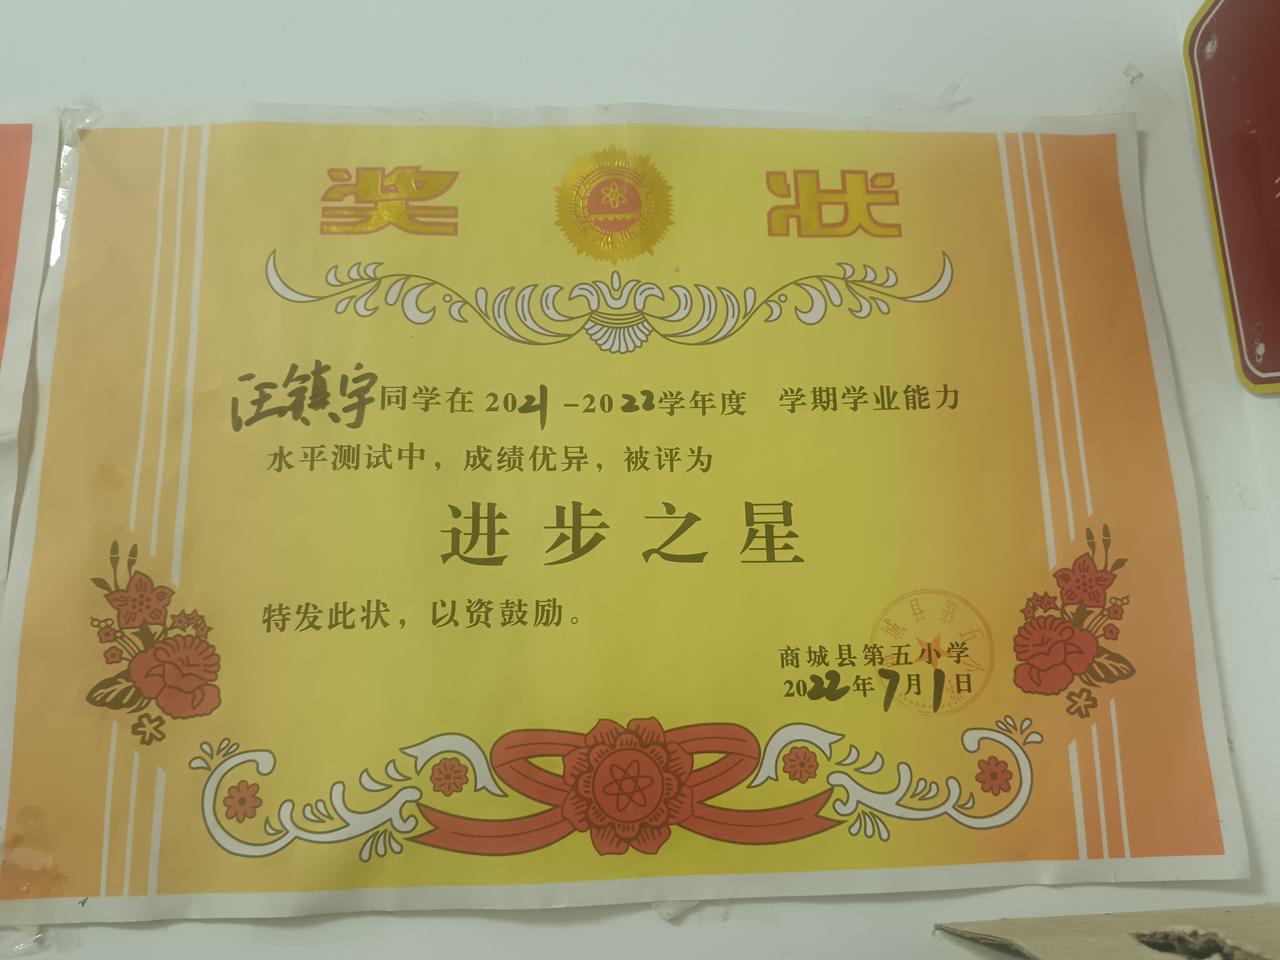 奖状
汪镇宇同学在2021-2022学年度 学期学业能力
水平测试中，成绩优异，被评为
进步之星
特发此状，以资鼓励。
商城县第五小学
2022年7月1日